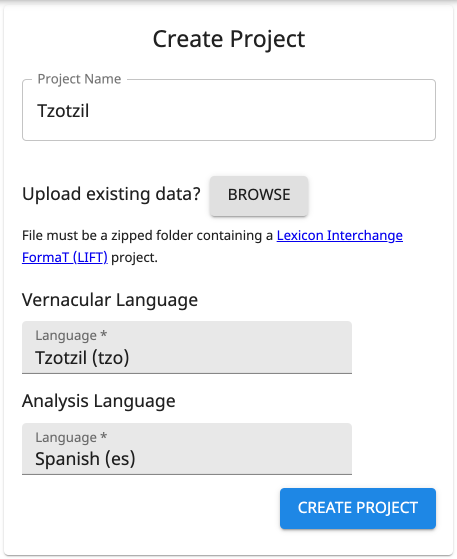 Create Project
Project Name
Tzotzil
Upload existing data? BROWSE
File must be a zipped folder containing a Lexicon Interchange
FormaT (LIFT) project.
Vernacular Language
Language *
Tzotzil (tzo)
Analysis Language
Language *
Spanish (es)
CREATE PROJECT